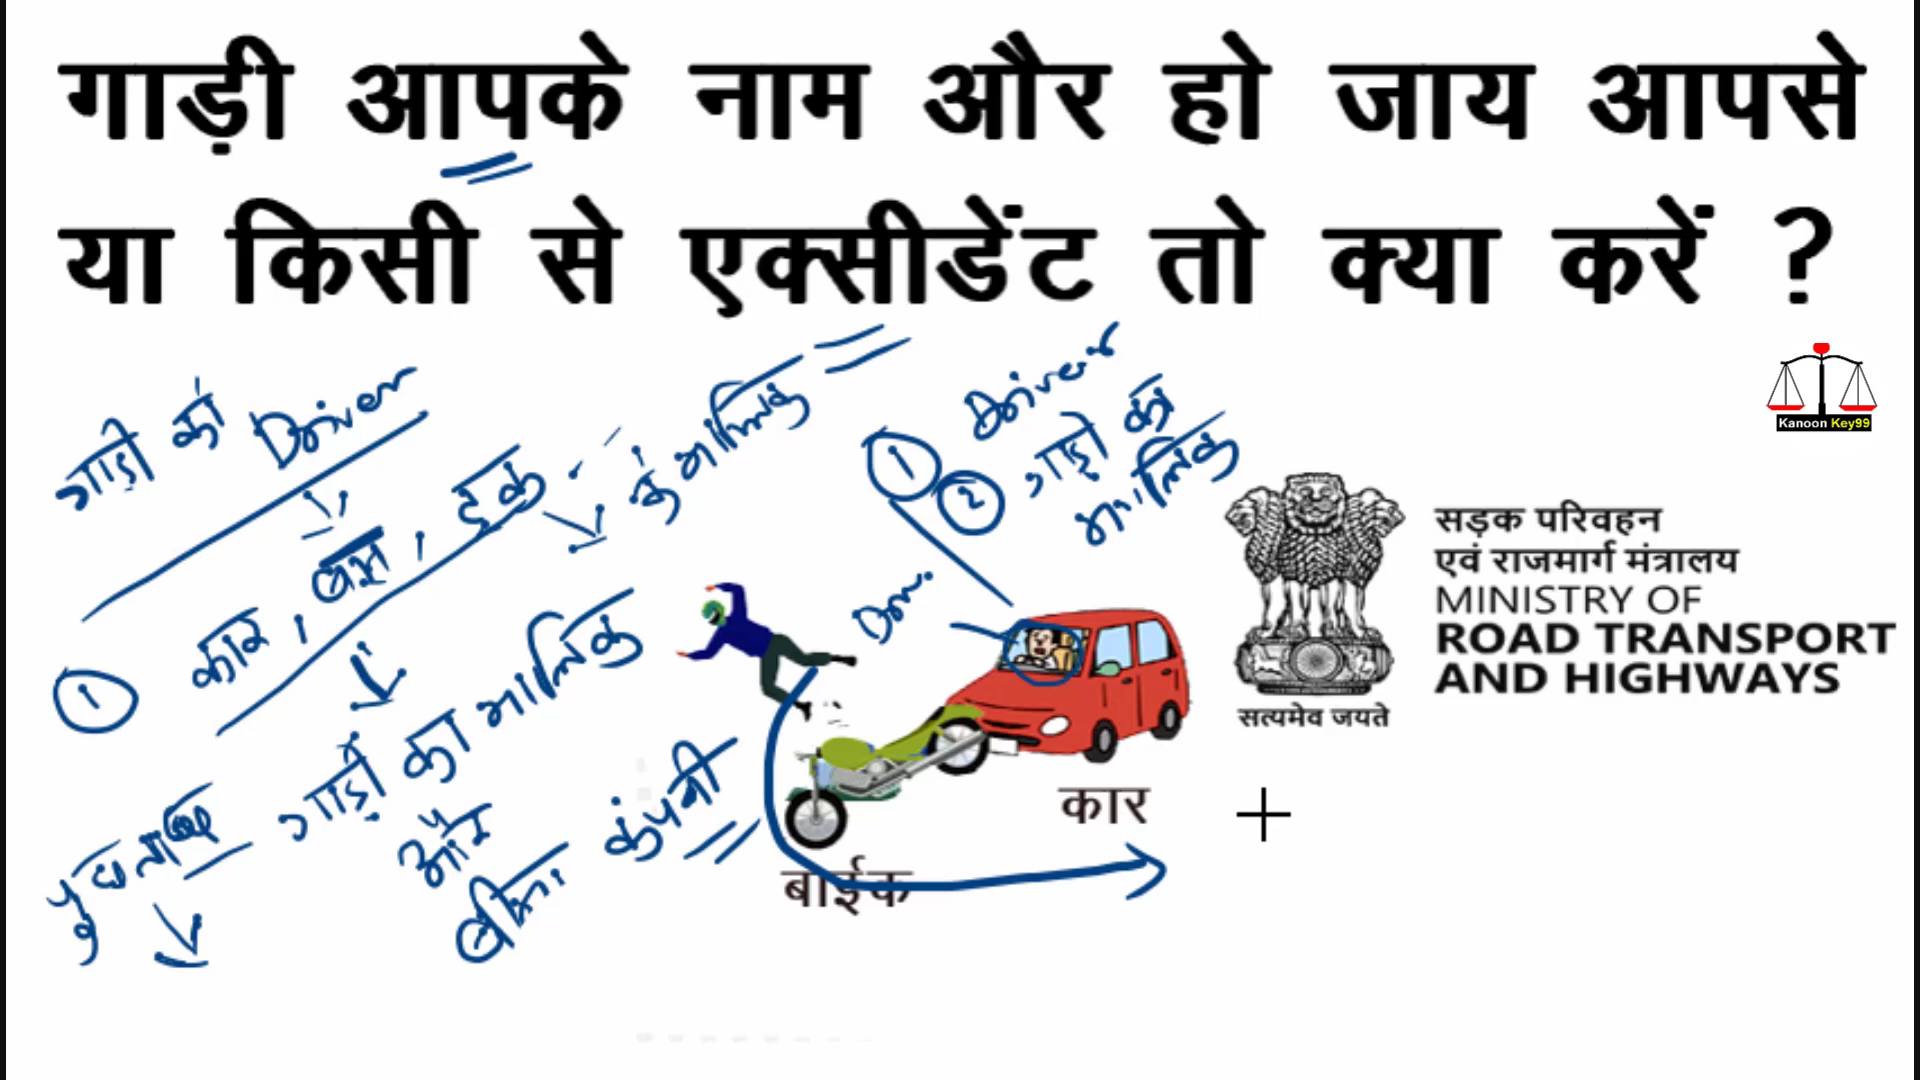 गाड़ी आपके नाम और हो जाय आपसे
या किसी से एक्सीडेंट तो क्या करें ?
गाड़ी का Driver
① कार, बस, ट्रक
के मालिक
① Driver
② गाड़ी का
मालिक
Kanoon Key99
सड़क परिवहन
एवं राजमार्ग मंत्रालय
MINISTRY OF
ROAD TRANSPORT
AND HIGHWAYS
सत्यमेव जयते
गाड़ी का मालिक
और
बीमा कंपनी
कार
बाईक